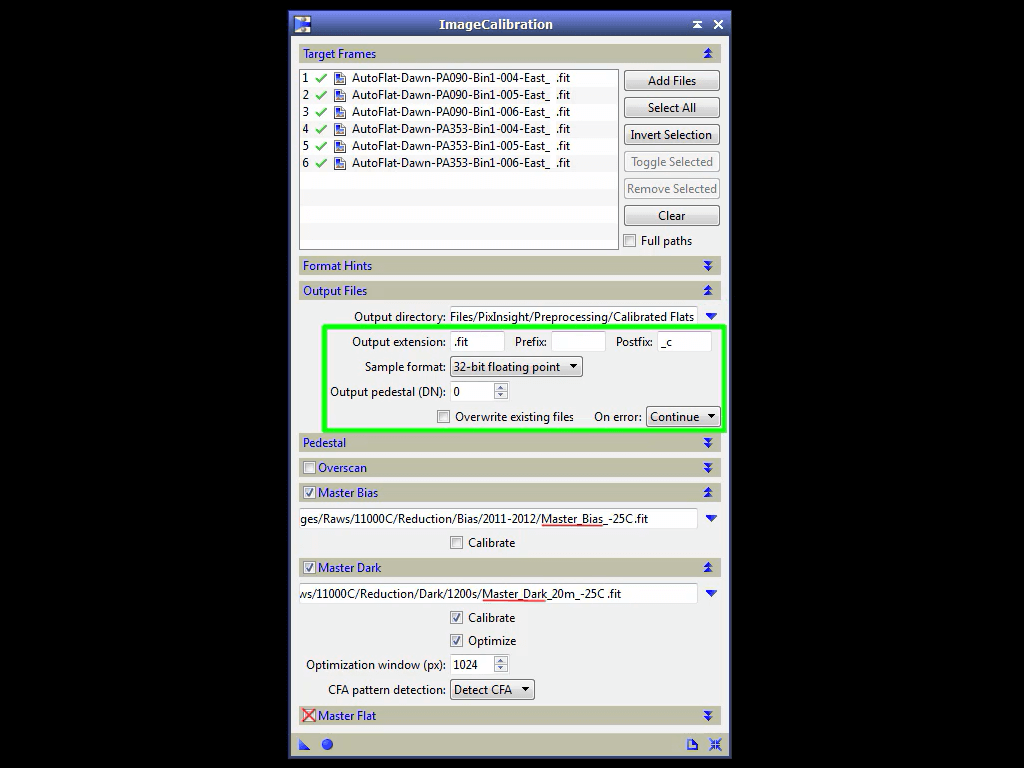 ImageCalibration
Target Frames
1 AutoFlat-Dawn-PA090-Bin1-004-East_ .fit
2 AutoFlat-Dawn-PA090-Bin1-005-East_ .fit
3 AutoFlat-Dawn-PA090-Bin1-006-East_ .fit
4 AutoFlat-Dawn-PA353-Bin1-004-East_ .fit
5 AutoFlat-Dawn-PA353-Bin1-005-East_ .fit
6 AutoFlat-Dawn-PA353-Bin1-006-East_ .fit
Add Files
Select All
Invert Selection
Toggle Selected
Remove Selected
Clear
Full paths
Format Hints
Output Files
Output directory: Files/PixInsight/Preprocessing/Calibrated Flats
Output extension: .fit Prefix: Postfix: _c
Sample format: 32-bit floating point
Output pedestal (DN): 0
Overwrite existing files On error: Continue
Pedestal
Overscan
Master Bias
ges/Raws/11000C/Reduction/Bias/2011-2012/Master_Bias_-25C.fit
Calibrate
Master Dark
ws/11000C/Reduction/Dark/1200s/Master_Dark_20m_-25C .fit
Calibrate
Optimize
Optimization window (px): 1024
CFA pattern detection: Detect CFA
Master Flat